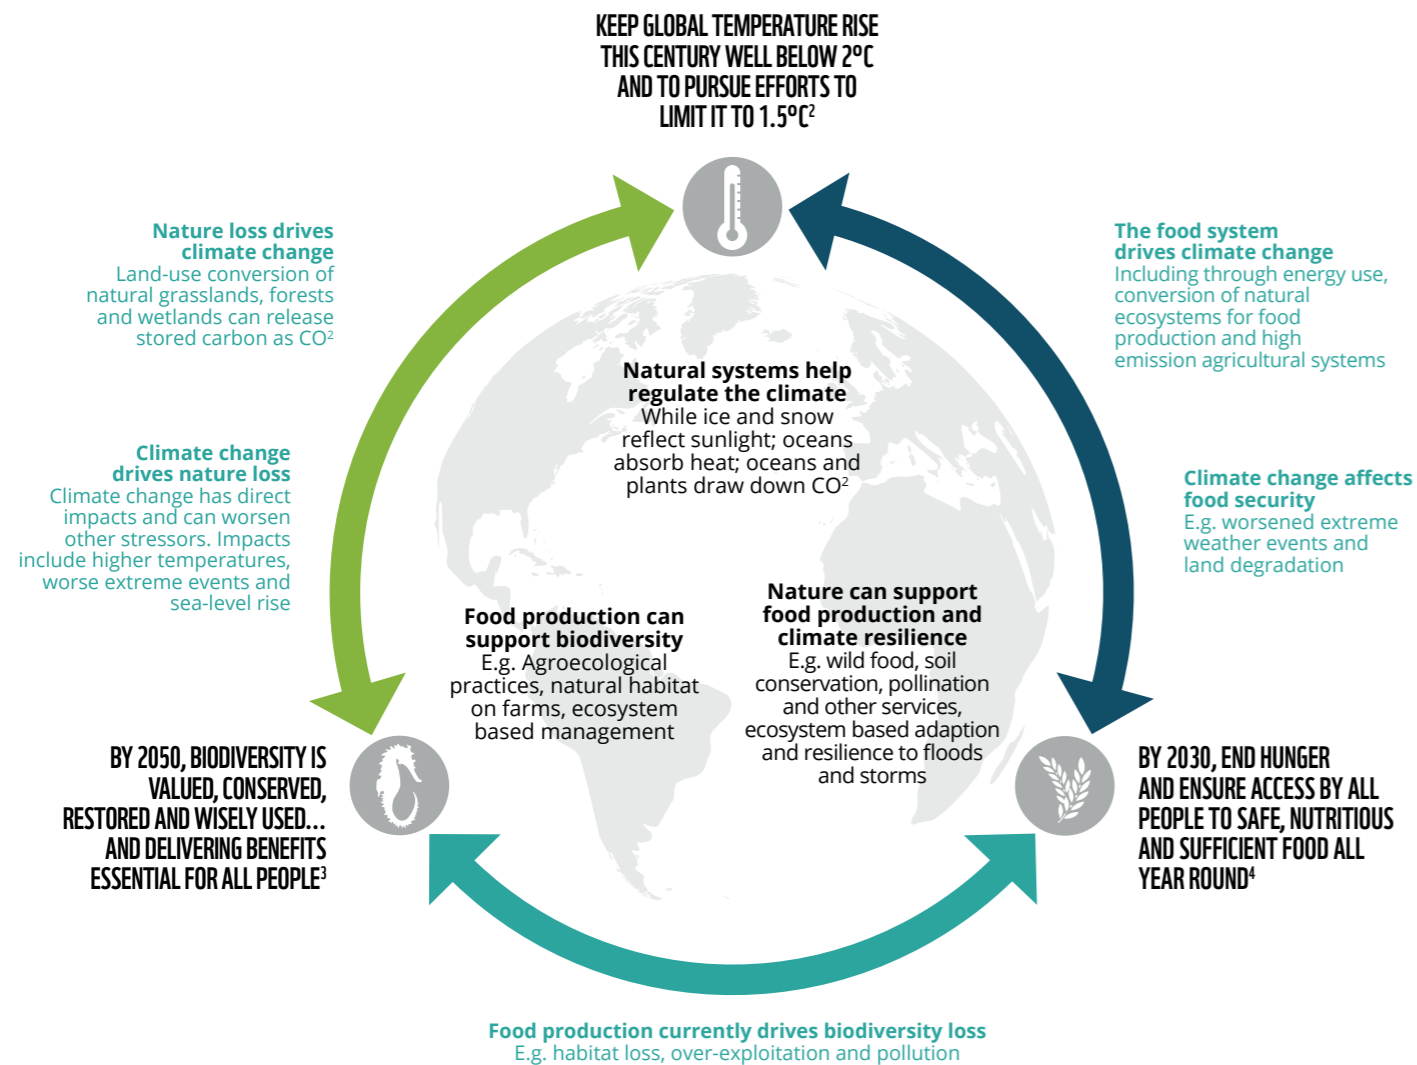 KEEP GLOBAL TEMPERATURE RISE
THIS CENTURY WELL BELOW 2ºC
AND TO PURSUE EFFORTS TO
LIMIT IT TO 1.5ºC²
Nature loss drives
climate change
Land-use conversion of
natural grasslands, forests
and wetlands can release
stored carbon as CO²
The food system
drives climate change
Including through energy use,
conversion of natural
ecosystems for food
production and high
emission agricultural systems
Natural systems help
regulate the climate
While ice and snow
reflect sunlight; oceans
absorb heat; oceans and
plants draw down CO²
Climate change
drives nature loss
Climate change has direct
impacts and can worsen
other stressors. Impacts
include higher temperatures,
worse extreme events and
sea-level rise
Climate change affects
food security
E.g. worsened extreme
weather events and
land degradation
Food production can
support biodiversity
E.g. Agroecological
practices, natural habitat
on farms, ecosystem
based management
Nature can support
food production and
climate resilience
E.g. wild food, soil
conservation, pollination
and other services,
ecosystem based adaption
and resilience to floods
and storms
BY 2050, BIODIVERSITY IS
VALUED, CONSERVED,
RESTORED AND WISELY USED...
AND DELIVERING BENEFITS
ESSENTIAL FOR ALL PEOPLE³
BY 2030, END HUNGER
AND ENSURE ACCESS BY ALL
PEOPLE TO SAFE, NUTRITIOUS
AND SUFFICIENT FOOD ALL
YEAR ROUND⁴
Food production currently drives biodiversity loss
E.g. habitat loss, over-exploitation and pollution